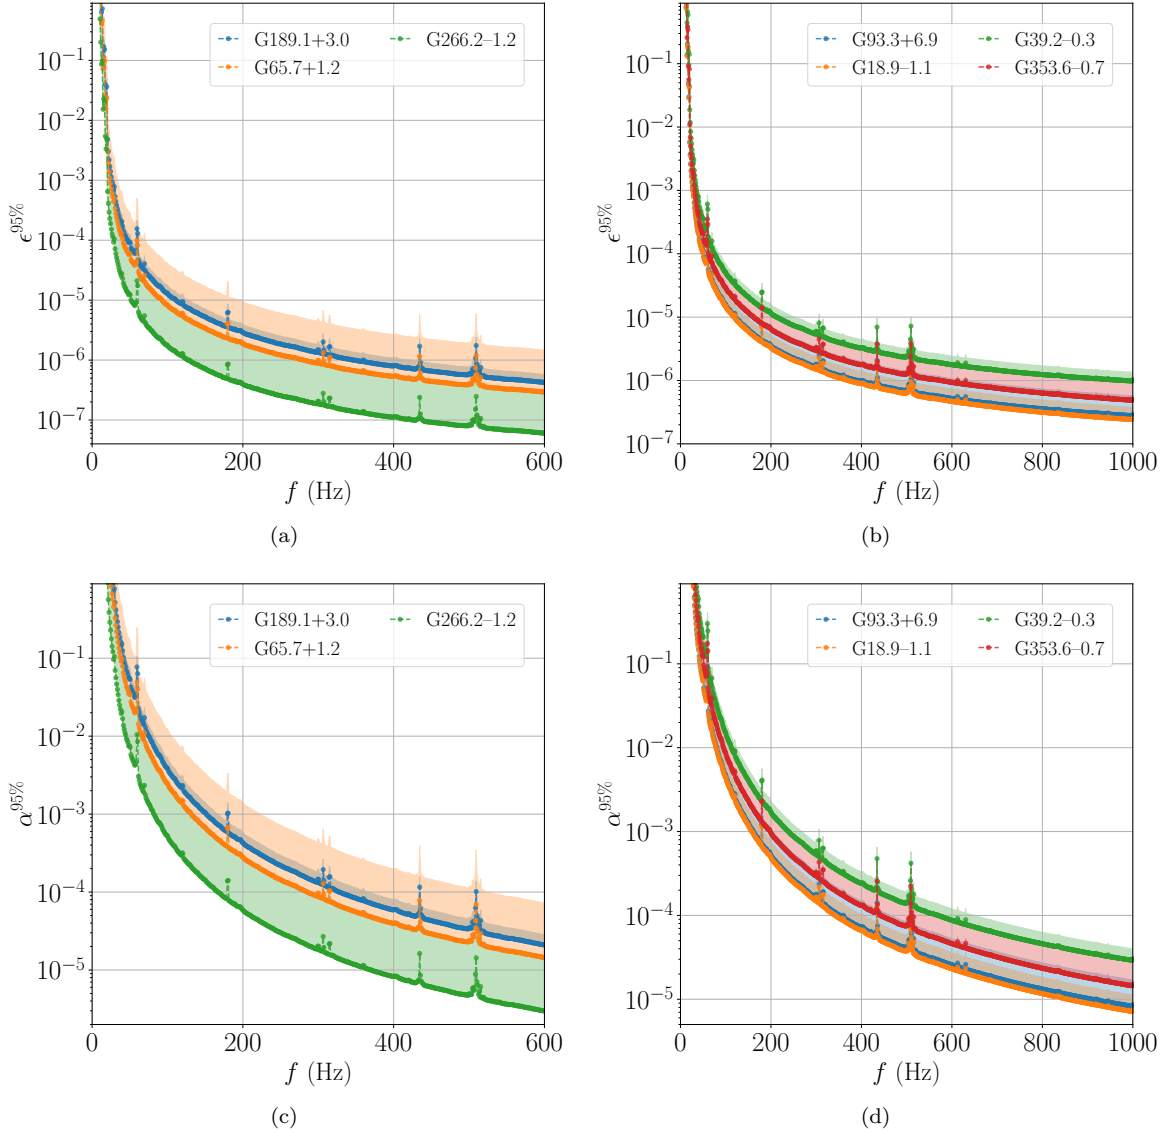 G189.1+3.0 G266.2–1.2
G65.7+1.2
10⁻¹
10⁻²
10⁻³
10⁻⁴
10⁻⁵
10⁻⁶
10⁻⁷
ϵ⁹⁵%
0 200 400 600
f (Hz)
(a)
G93.3+6.9 G39.2–0.3
G18.9–1.1 G353.6–0.7
10⁻¹
10⁻²
10⁻³
10⁻⁴
10⁻⁵
10⁻⁶
10⁻⁷
ϵ⁹⁵%
0 200 400 600 800 1000
f (Hz)
(b)
G189.1+3.0 G266.2–1.2
G65.7+1.2
10⁻¹
10⁻²
10⁻³
10⁻⁴
10⁻⁵
α⁹⁵%
0 200 400 600
f (Hz)
(c)
G93.3+6.9 G39.2–0.3
G18.9–1.1 G353.6–0.7
10⁻¹
10⁻²
10⁻³
10⁻⁴
10⁻�5
α⁹⁵%
0 200 400 600 800 1000
f (Hz)
(d)